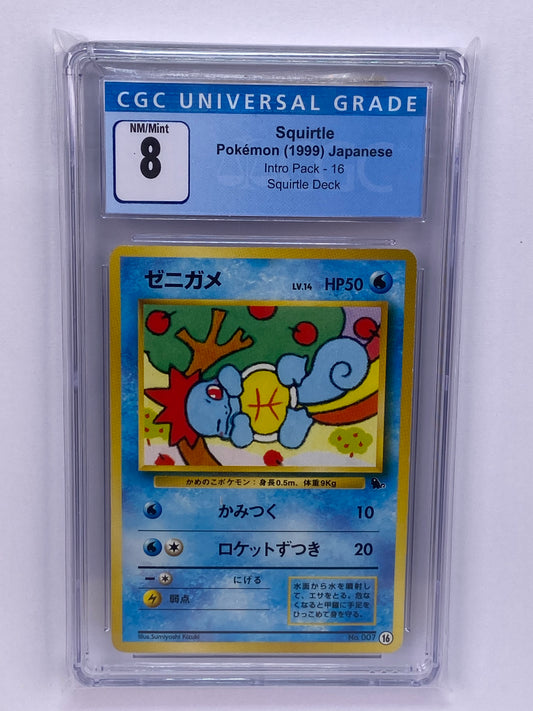 CGC UNIVERSAL GRADE
NM/Mint
8
Squirtle
Pokémon (1999) Japanese
Intro Pack - 16
Squirtle Deck
ゼニガメ LV.14 HP50
かめのこポケモン：身長0.5m、体重9Kg
かみつく 10
ロケットずつき 20
にげる
弱点
水面から水を噴射し
て、エサをとる。危な
くなると甲羅に手足を
ひっこめて身を守る。
Illus.Sumiyoshi Kizuki
No.007 16